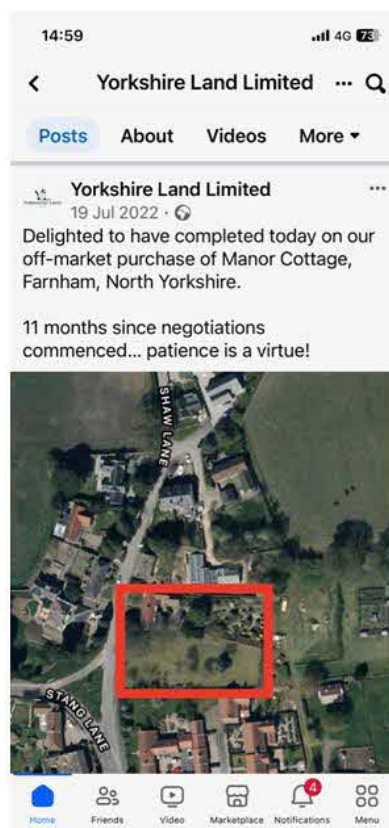 14:59
4G 73
Yorkshire Land Limited
Posts About Videos More
Yorkshire Land Limited
19 Jul 2022 ·
Delighted to have completed today on our
off-market purchase of Manor Cottage,
Farnham, North Yorkshire.
11 months since negotiations
commenced... patience is a virtue!
SHAW LANE
STANG LANE
4
Home Friends Video Marketplace Notifications Menu